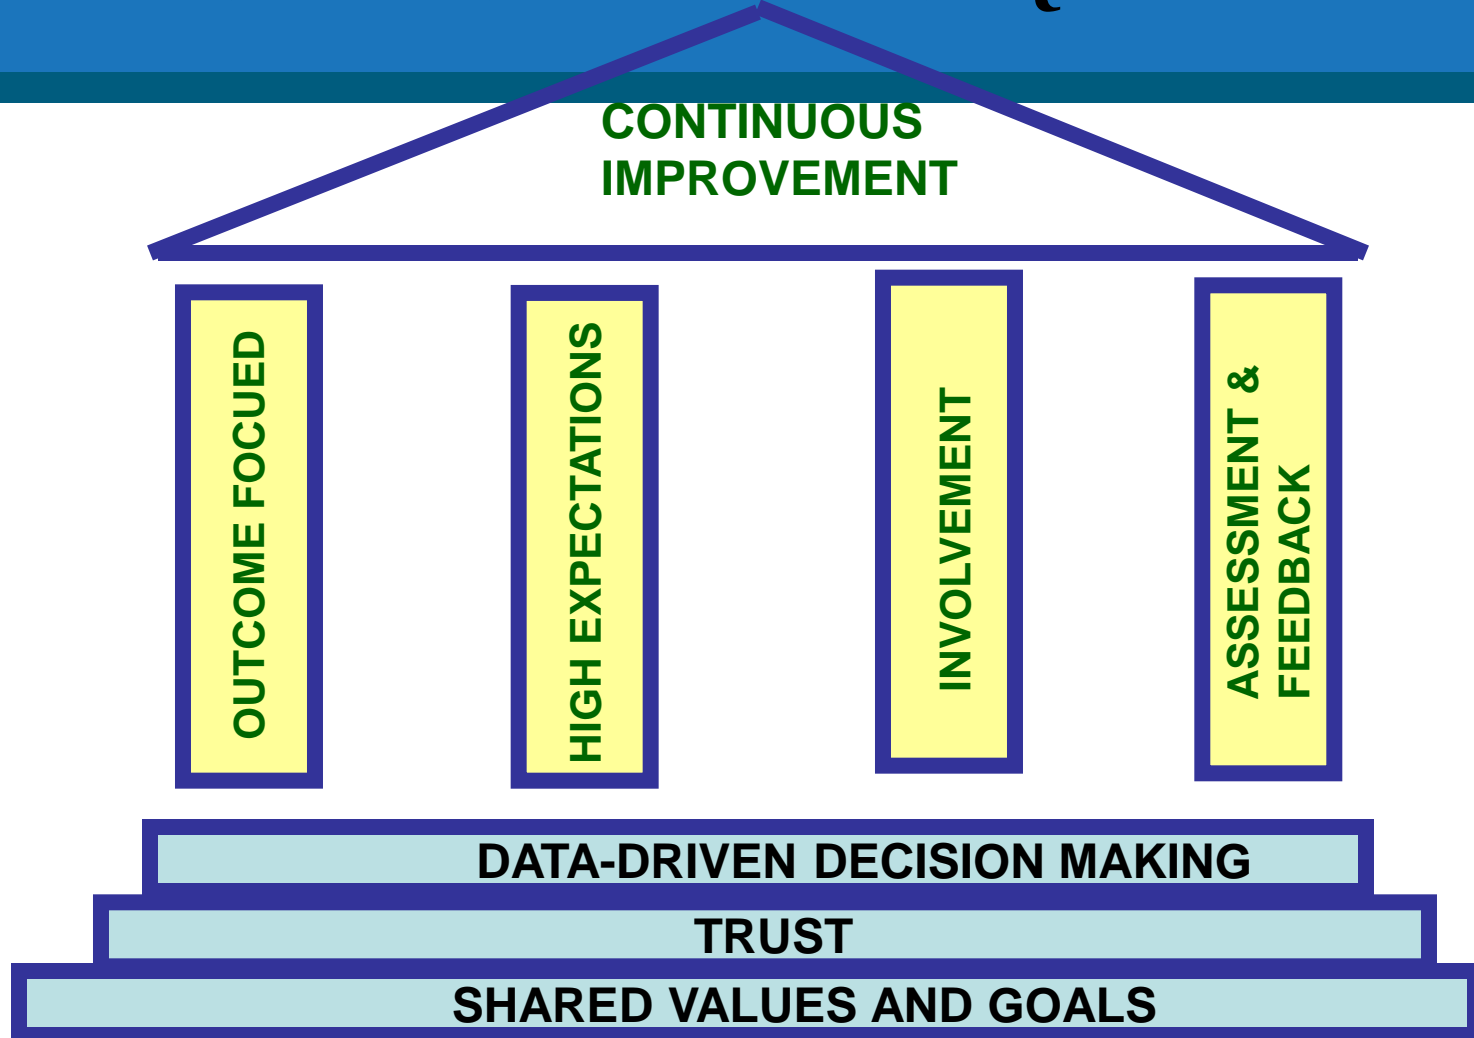 CONTINUOUS
IMPROVEMENT
OUTCOME FOCUED
HIGH EXPECTATIONS
INVOLVEMENT
ASSESSMENT &
FEEDBACK
DATA-DRIVEN DECISION MAKING
TRUST
SHARED VALUES AND GOALS